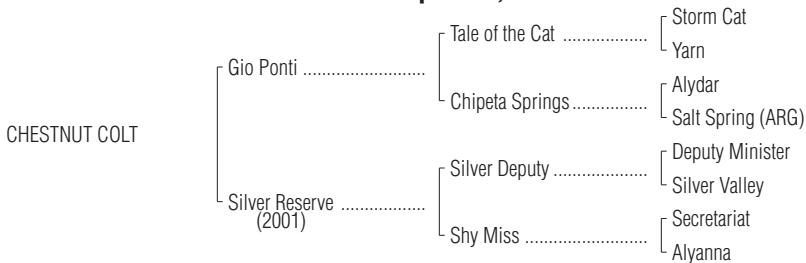 Storm Cat
Tale of the Cat ..................
Yarn
Gio Ponti ..........................
Alydar
Chipeta Springs................
Salt Spring (ARG)
CHESTNUT COLT
Deputy Minister
Silver Deputy ....................
Silver Valley
Silver Reserve ..................
(2001)
Secretariat
Shy Miss ..........................
Alyanna